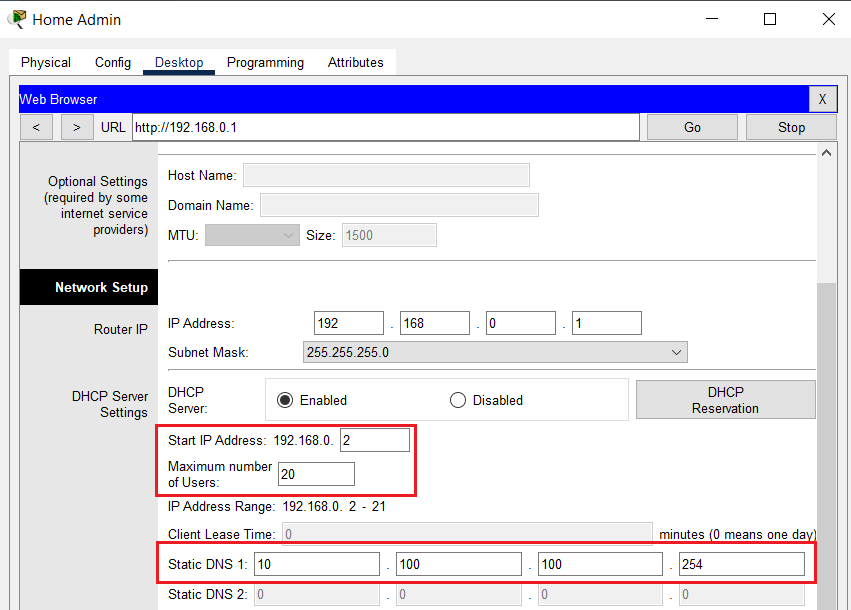 Home Admin
Physical Config Desktop Programming Attributes
Web Browser X
< > URL http://192.168.0.1 Go Stop
Optional Settings
(required by some
internet service
providers)
Host Name:
Domain Name:
MTU: Size: 1500
Network Setup
Router IP
IP Address: 192 . 168 . 0 . 1
Subnet Mask: 255.255.255.0
DHCP Server
Settings
DHCP
Server:
Enabled Disabled
DHCP
Reservation
Start IP Address: 192.168.0. 2
Maximum number
of Users:
20
IP Address Range: 192.168.0. 2 - 21
Client Lease Time: 0 minutes (0 means one day)
Static DNS 1: 10 . 100 . 100 . 254
Static DNS 2: 0 . 0 . 0 . 0